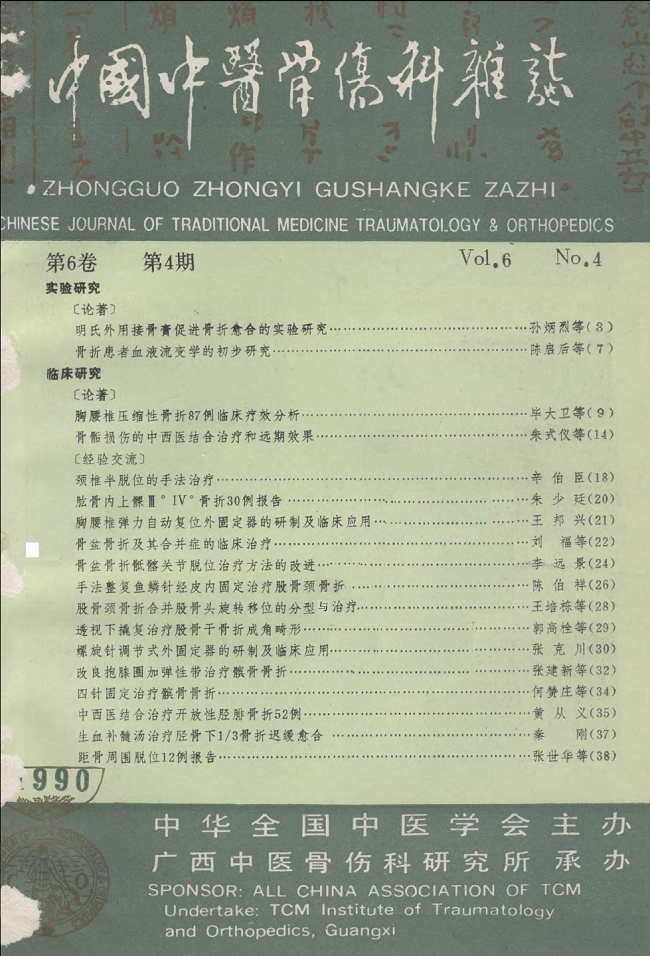 中國中醫骨傷科雜誌
ZHONGGUO ZHONGYI GUSHANGKE ZAZHI
CHINESE JOURNAL OF TRADITIONAL MEDICINE TRAUMATOLOGY & ORTHOPEDICS
第6卷 第4期 Vol.6 No.4
实验研究
〔论著〕
明氏外用接骨膏促进骨折愈合的实验研究……孙炳烈等(3)
骨折患者血液流变学的初步研究……陈启后等(7)
临床研究
〔论著〕
胸腰椎压缩性骨折87例临床疗效分析……毕大卫等(9)
骨骺损伤的中西医结合治疗和远期效果……朱式仪等(14)
〔经验交流〕
颈椎半脱位的手法治疗……辛伯臣(18)
肱骨内上髁Ⅲ°Ⅳ°骨折30例报告……朱少廷(20)
胸腰椎弹力自动复位外固定器的研制及临床应用……王邦兴(21)
骨盆骨折及其合并症的临床治疗……刘 福等(22)
骨盆骨折骶髂关节脱位治疗方法的改进……李远景(24)
手法整复鱼鳞针经皮内固定治疗股骨颈骨折……陈伯祥(26)
股骨颈骨折合并股骨头旋转移位的分型与治疗……王培栋等(28)
透视下撬复治疗股骨干骨折成角畸形……郭高栓等(29)
螺旋针调节式外固定器的研制及临床应用……张克川(30)
改良抱膝圈加弹性带治疗髌骨骨折……张建新等(32)
四针固定治疗髌骨骨折……何赞庄等(34)
中西医结合治疗开放性胫腓骨折52例……黄从义(35)
生血补髓汤治疗胫骨下1/3骨折迟缓愈合……秦 刚(37)
距骨周围脱位12例报告……张世华等(38)
1990
中华全国中医学会主办
广西中医骨伤科研究所承办
SPONSOR: ALL CHINA ASSOCIATION OF TCM
Undertake: TCM Institute of Traumatology
and Orthopedics, Guangxi